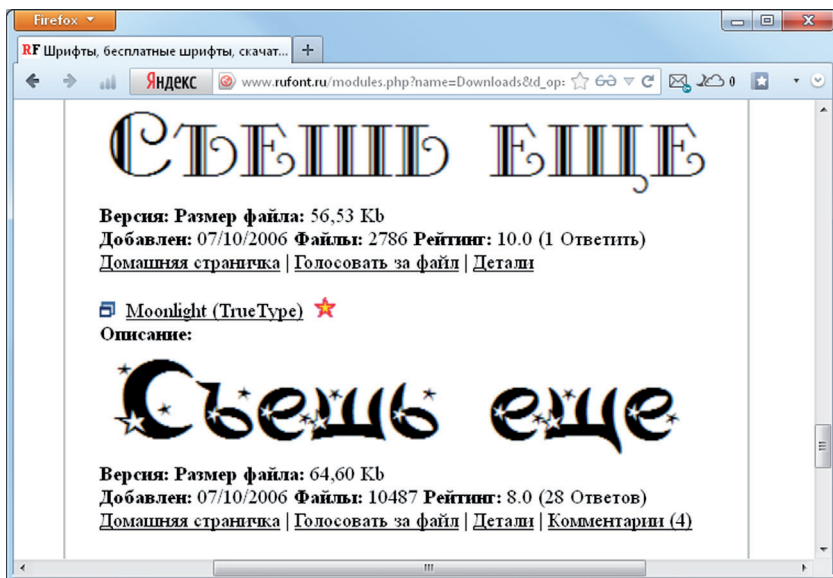 Firefox
RF Шрифты, бесплатные шрифты, скачат... +
Яндекс www.rufont.ru/modules.php?name=Downloads&d_op= 0
Съешь еще
Версия: Размер файла: 56,53 Kb
Добавлен: 07/10/2006 Файлы: 2786 Рейтинг: 10.0 (1 Ответить)
Домашняя страничка | Голосовать за файл | Детали
Moonlight (TrueType)
Описание:
Съешь еще
Версия: Размер файла: 64,60 Kb
Добавлен: 07/10/2006 Файлы: 10487 Рейтинг: 8.0 (28 Ответов)
Домашняя страничка | Голосовать за файл | Детали | Комментарии (4)